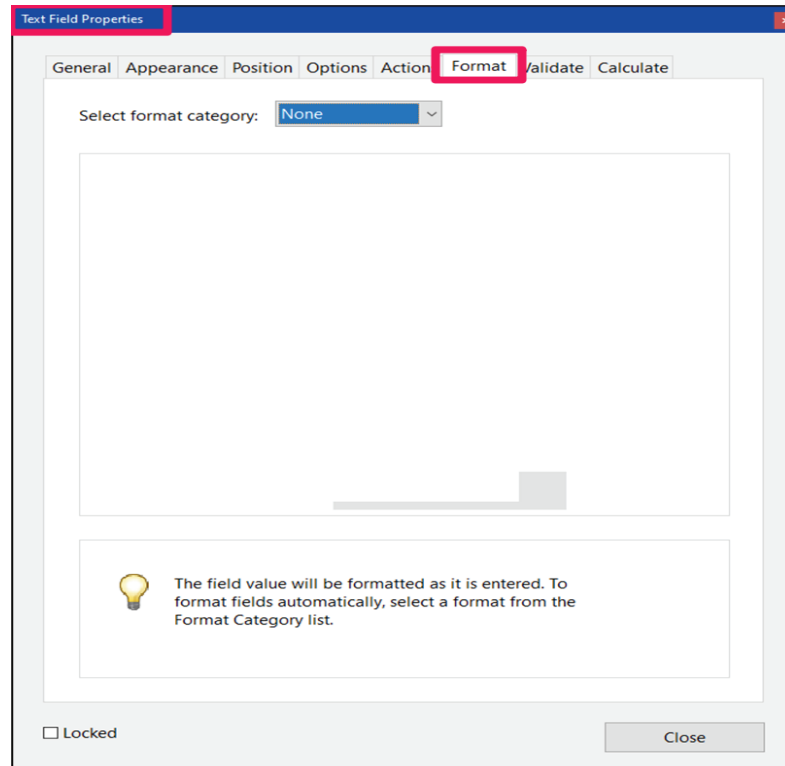 Text Field Properties
General Appearance Position Options Action Format Validate Calculate
Select format category: None
The field value will be formatted as it is entered. To
format fields automatically, select a format from the
Format Category list.
Locked
Close